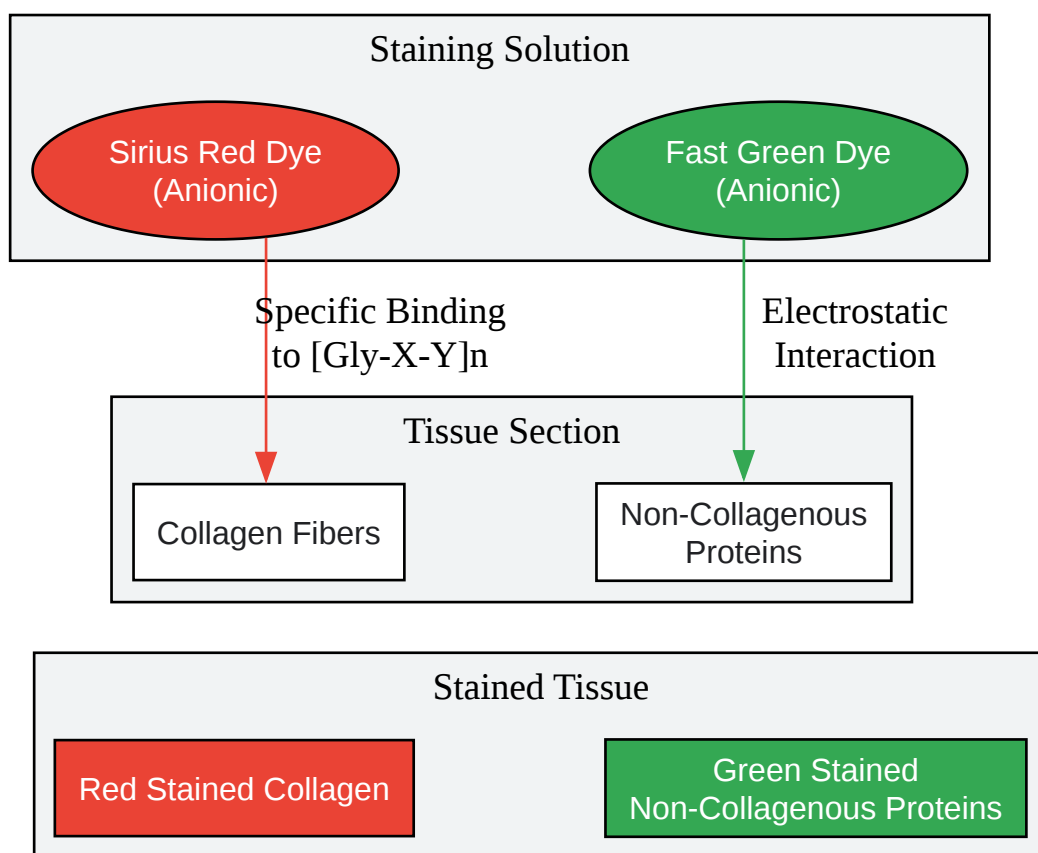 Staining Solution
Sirius Red Dye
(Anionic)
Fast Green Dye
(Anionic)
Specific Binding
to [Gly-X-Y]n
Electrostatic
Interaction
Tissue Section
Collagen Fibers
Non-Collagenous
Proteins
Stained Tissue
Red Stained Collagen
Green Stained
Non-Collagenous Proteins